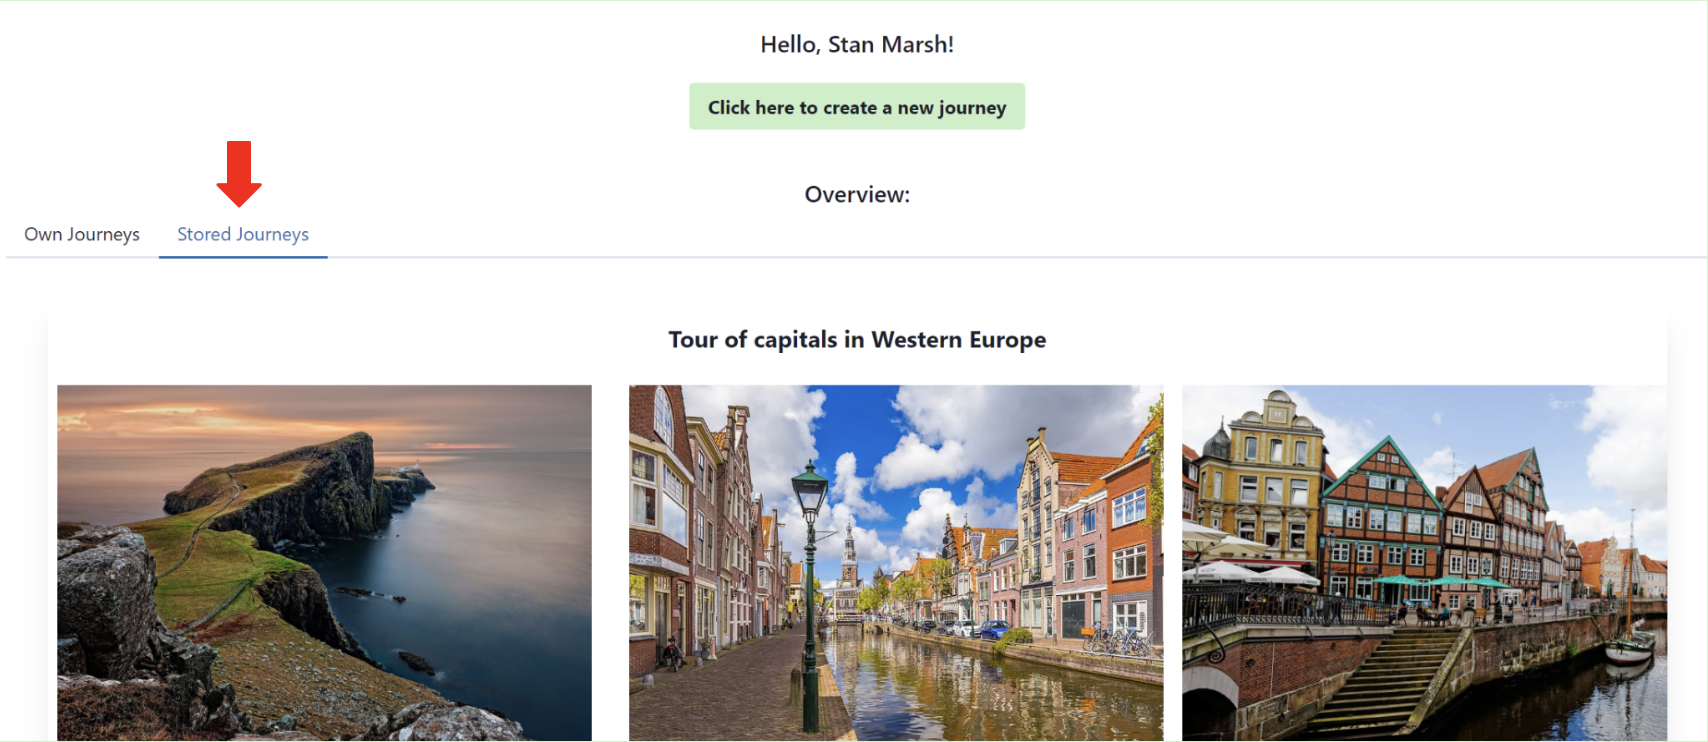 Hello, Stan Marsh!
Click here to create a new journey
Overview:
Own Journeys
Stored Journeys
Tour of capitals in Western Europe